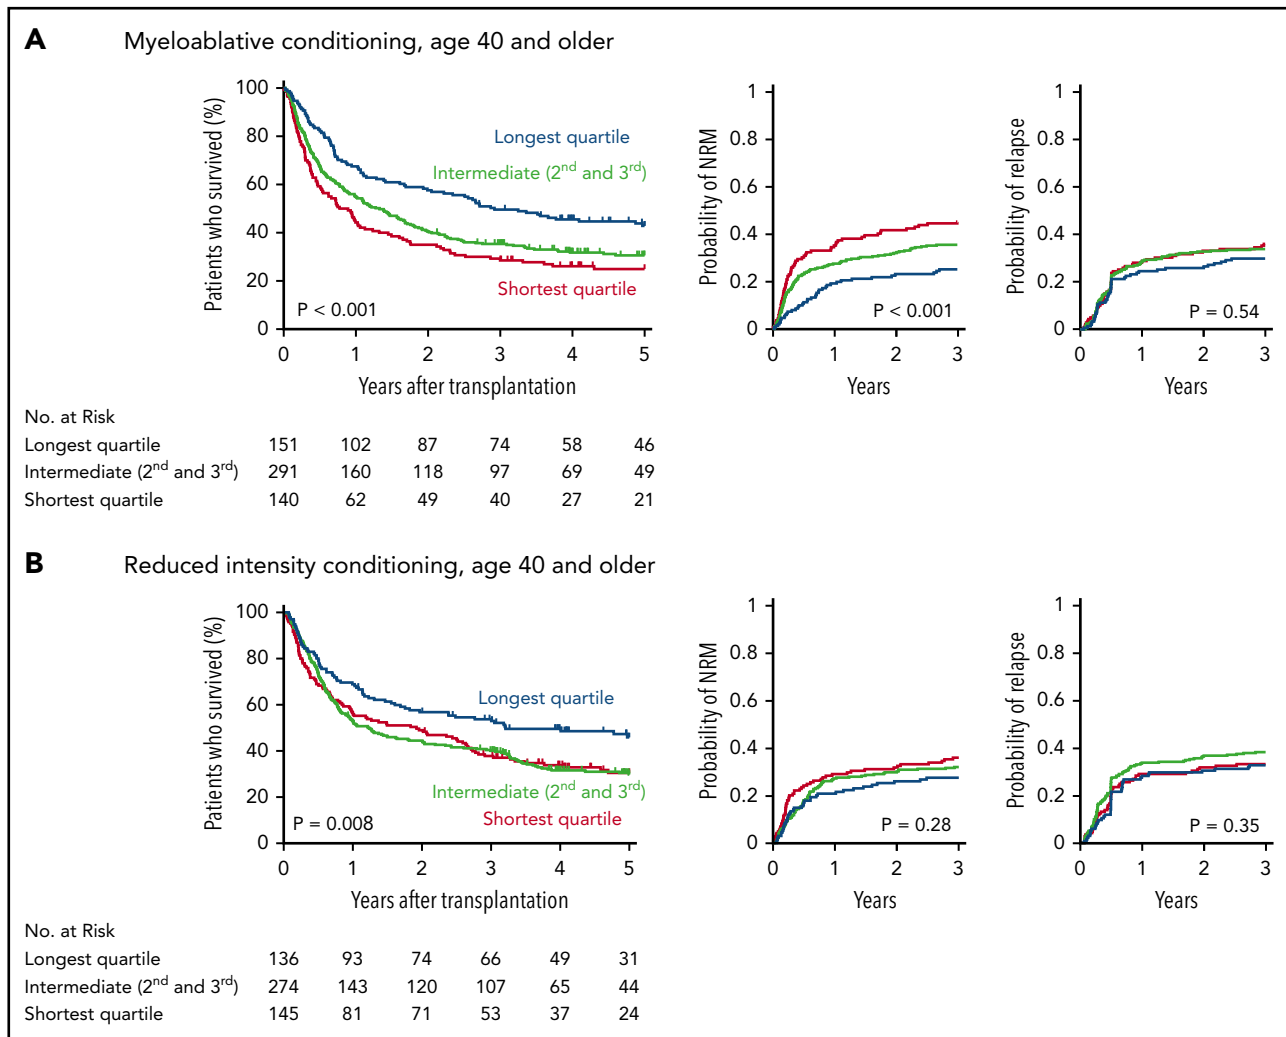 A Myeloablative conditioning, age 40 and older
Patients who survived (%)
100
80
60
40
20
0
Longest quartile
Intermediate (2nd and 3rd)
Shortest quartile
P < 0.001
0 1 2 3 4 5
Years after transplantation
Probability of NRM
1
0.8
0.6
0.4
0.2
0
P < 0.001
0 1 2 3
Years
Probability of relapse
1
0.8
0.6
0.4
0.2
0
P = 0.54
0 1 2 3
Years
No. at Risk
Longest quartile 151 102 87 74 58 46
Intermediate (2nd and 3rd) 291 160 118 97 69 49
Shortest quartile 140 62 49 40 27 21
B Reduced intensity conditioning, age 40 and older
Patients who survived (%)
100
80
60
40
20
0
Longest quartile
Intermediate (2nd and 3rd)
Shortest quartile
P = 0.008
0 1 2 3 4 5
Years after transplantation
Probability of NRM
1
0.8
0.6
0.4
0.2
0
P = 0.28
0 1 2 3
Years
Probability of relapse
1
0.8
0.6
0.4
0.2
0
P = 0.35
0 1 2 3
Years
No. at Risk
Longest quartile 136 93 74 66 49 31
Intermediate (2nd and 3rd) 274 143 120 107 65 44
Shortest quartile 145 81 71 53 37 24